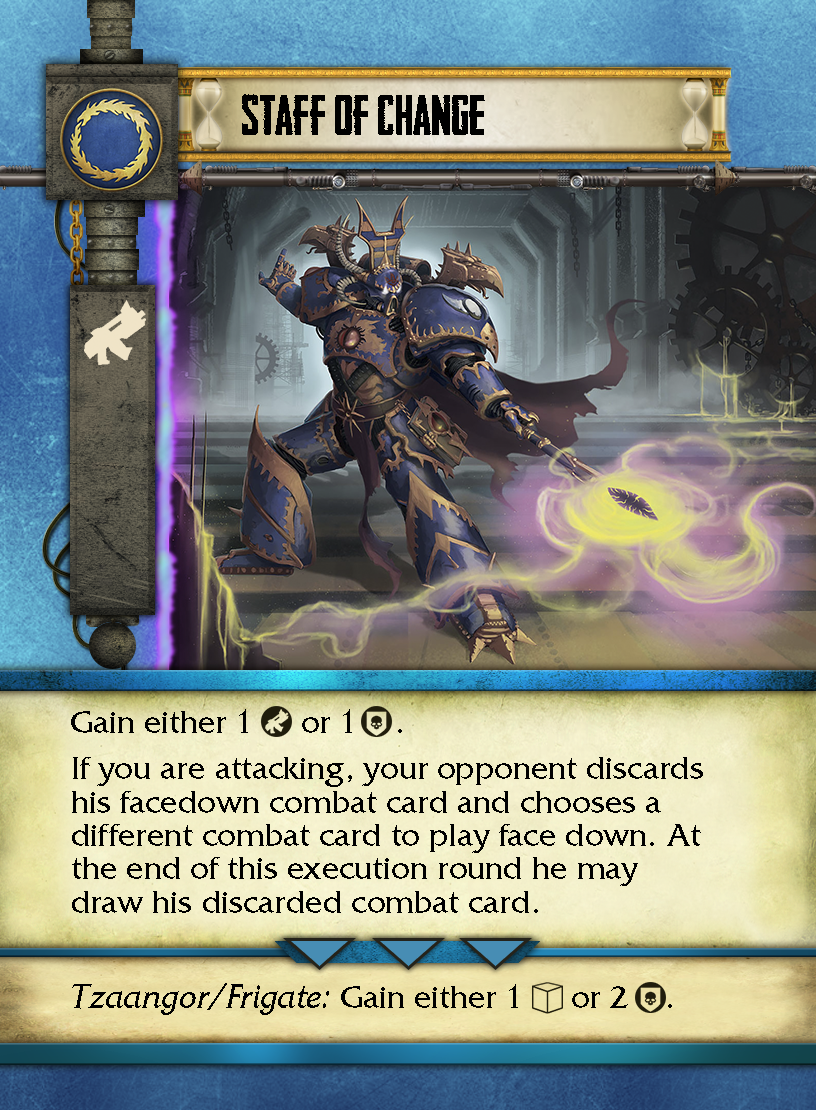 STAFF OF CHANGE
Gain either 1 or 1 .
If you are attacking, your opponent discards
his facedown combat card and chooses a
different combat card to play face down. At
the end of this execution round he may
draw his discarded combat card.
Tzaangor/Frigate: Gain either 1 or 2 .